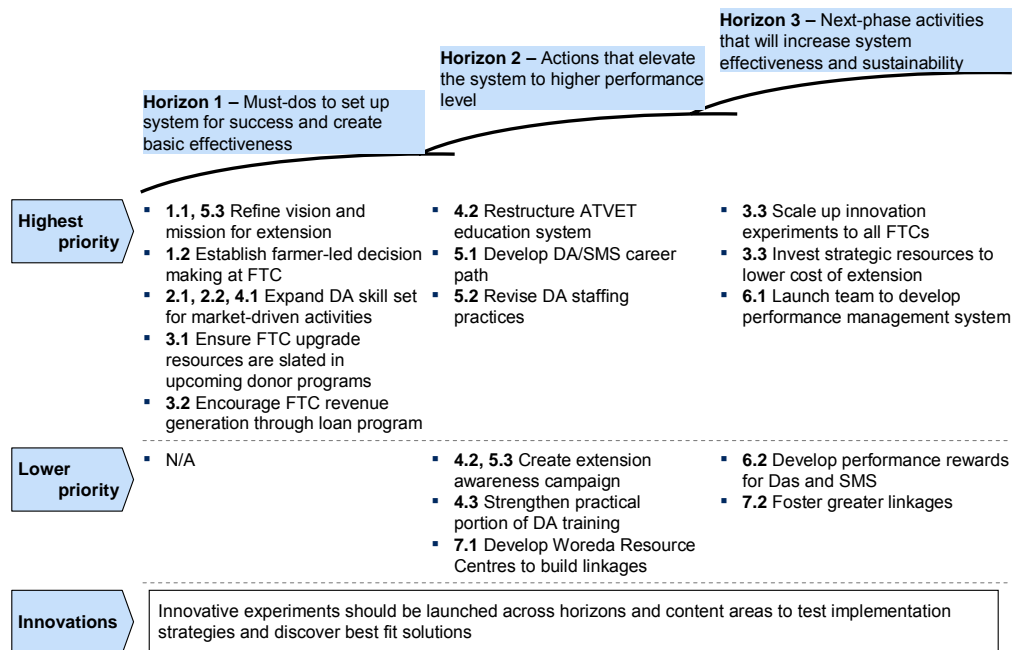 Horizon 1 – Must-dos to set up
system for success and create
basic effectiveness
Horizon 2 – Actions that elevate
the system to higher performance
level
Horizon 3 – Next-phase activities
that will increase system
effectiveness and sustainability
Highest
priority
▪ 1.1, 5.3 Refine vision and
mission for extension
▪ 1.2 Establish farmer-led decision
making at FTC
▪ 2.1, 2.2, 4.1 Expand DA skill set
for market-driven activities
▪ 3.1 Ensure FTC upgrade
resources are slated in
upcoming donor programs
▪ 3.2 Encourage FTC revenue
generation through loan program
▪ 4.2 Restructure ATVET
education system
▪ 5.1 Develop DA/SMS career
path
▪ 5.2 Revise DA staffing
practices
▪ 3.3 Scale up innovation
experiments to all FTCs
▪ 3.3 Invest strategic resources to
lower cost of extension
▪ 6.1 Launch team to develop
performance management system
Lower
priority
▪ N/A
▪ 4.2, 5.3 Create extension
awareness campaign
▪ 4.3 Strengthen practical
portion of DA training
▪ 7.1 Develop Woreda Resource
Centres to build linkages
▪ 6.2 Develop performance rewards
for Das and SMS
▪ 7.2 Foster greater linkages
Innovations
Innovative experiments should be launched across horizons and content areas to test implementation
strategies and discover best fit solutions